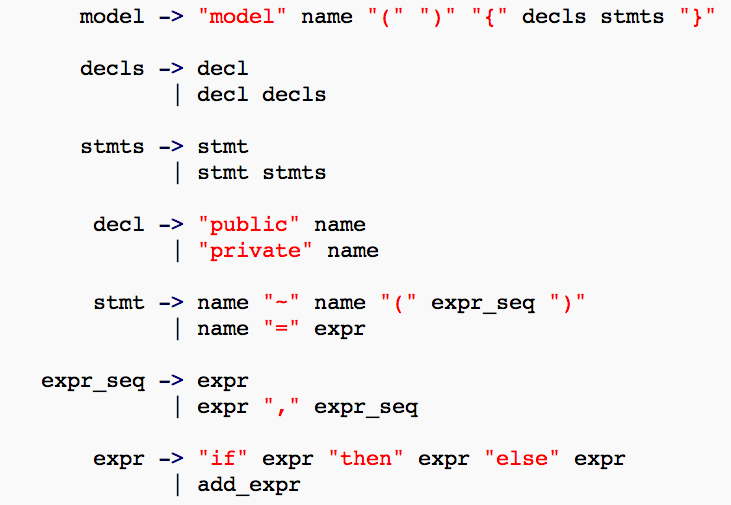 model -> "model" name "(" ")" "{" decls stmts "}"
decls -> decl
| decl decls
stmts -> stmt
| stmt stmts
decl -> "public" name
| "private" name
stmt -> name "~" name "(" expr_seq ")"
| name "=" expr
expr_seq -> expr
| expr "," expr_seq
expr -> "if" expr "then" expr "else" expr
| add_expr